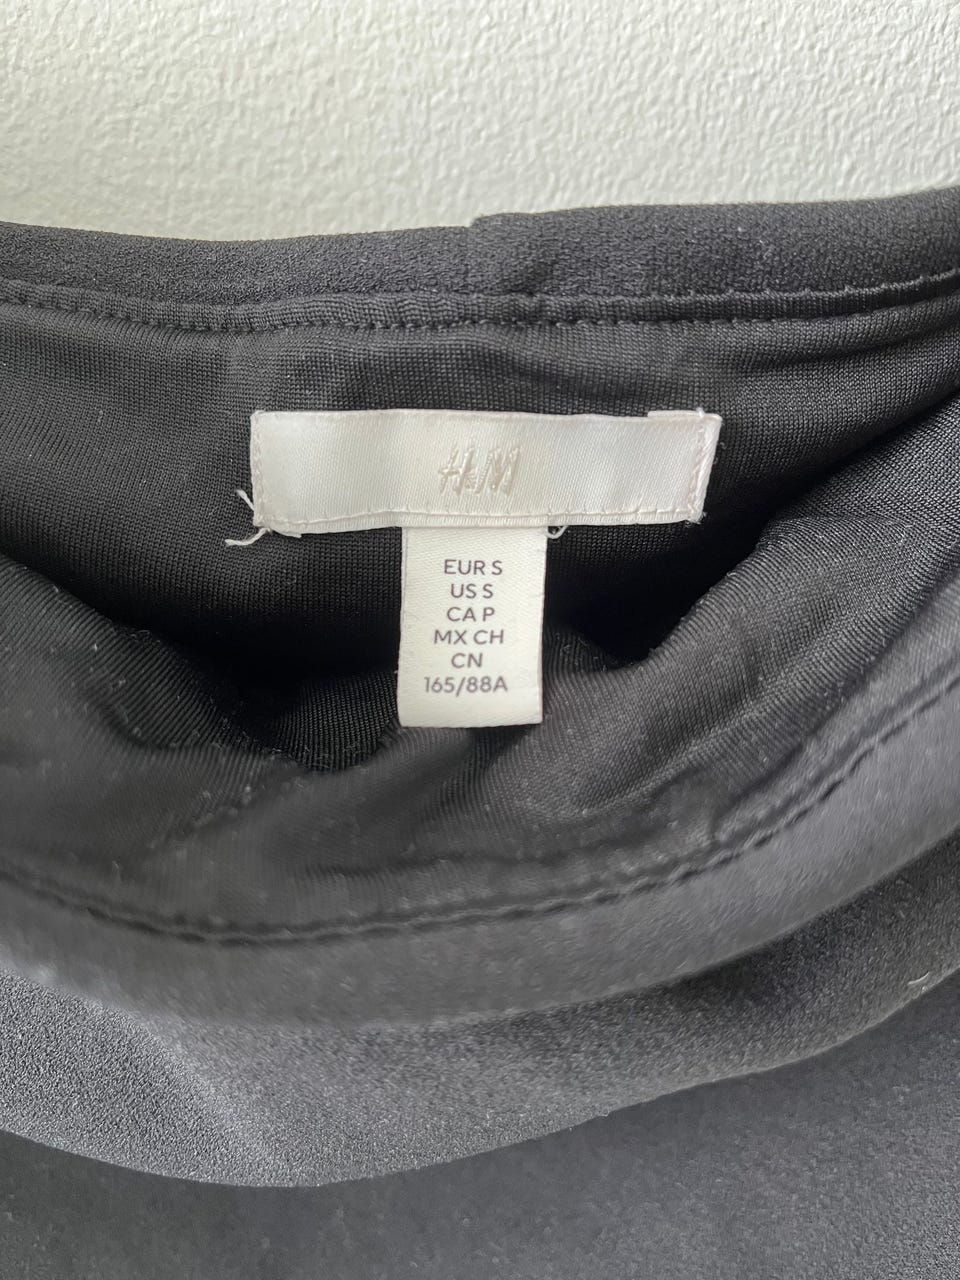 H&M
EUR S
US S
CA P
MX CH
CN
165/88A